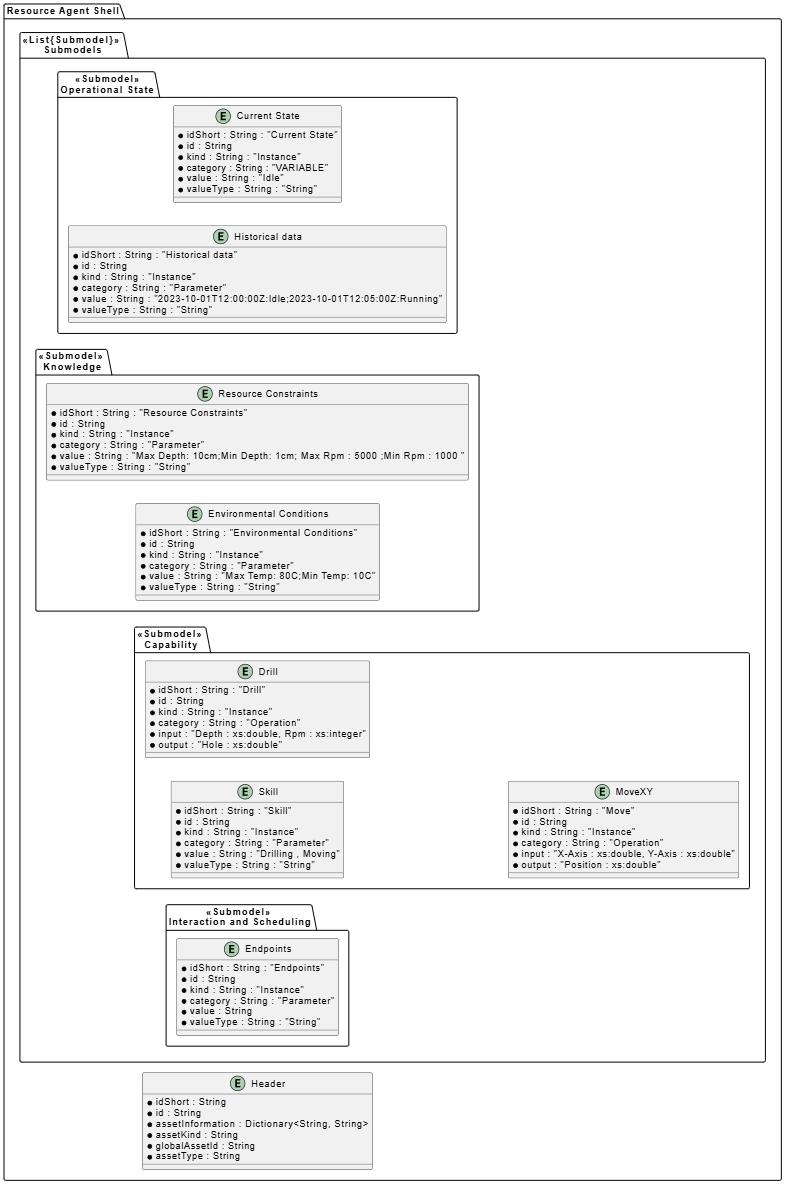 Resource Agent Shell
«List{Submodel}»
Submodels
«Submodel»
Operational State
E Current State
idShort : String : "Current State"
id : String
kind : String : "Instance"
category : String : "VARIABLE"
value : String : "Idle"
valueType : String : "String"
E Historical data
idShort : String : "Historical data"
id : String
kind : String : "Instance"
category : String : "Parameter"
value : String : "2023-10-01T12:00:00Z:Idle;2023-10-01T12:05:00Z:Running"
valueType : String : "String"
«Submodel»
Knowledge
E Resource Constraints
idShort : String : "Resource Constraints"
id : String
kind : String : "Instance"
category : String : "Parameter"
value : String : "Max Depth: 10cm;Min Depth: 1cm; Max Rpm : 5000 ;Min Rpm : 1000 "
valueType : String : "String"
E Environmental Conditions
idShort : String : "Environmental Conditions"
id : String
kind : String : "Instance"
category : String : "Parameter"
value : String : "Max Temp: 80C;Min Temp: 10C"
valueType : String : "String"
«Submodel»
Capability
E Drill
idShort : String : "Drill"
id : String
kind : String : "Instance"
category : String : "Operation"
input : "Depth : xs:double, Rpm : xs:integer"
output : "Hole : xs:double"
E Skill
idShort : String : "Skill"
id : String
kind : String : "Instance"
category : String : "Parameter"
value : String : "Drilling , Moving"
valueType : String : "String"
E MoveXY
idShort : String : "Move"
id : String
kind : String : "Instance"
category : String : "Operation"
input : "X-Axis : xs:double, Y-Axis : xs:double"
output : "Position : xs:double"
«Submodel»
Interaction and Scheduling
E Endpoints
idShort : String : "Endpoints"
id : String
kind : String : "Instance"
category : String : "Parameter"
value : String
valueType : String : "String"
E Header
idShort : String
id : String
assetInformation : Dictionary<String, String>
assetKind : String
globalAssetId : String
assetType : String